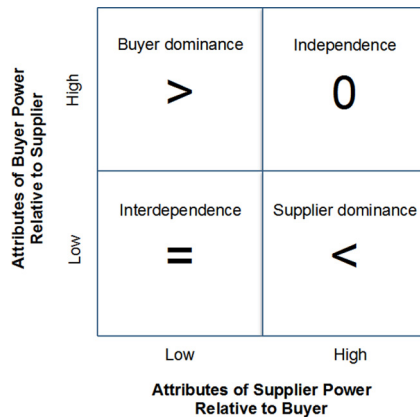 Buyer dominance
>
Independence
0
Interdependence
=
Supplier dominance
<
High
Low
Attributes of Buyer Power
Relative to Supplier
Low
High
Attributes of Supplier Power
Relative to Buyer